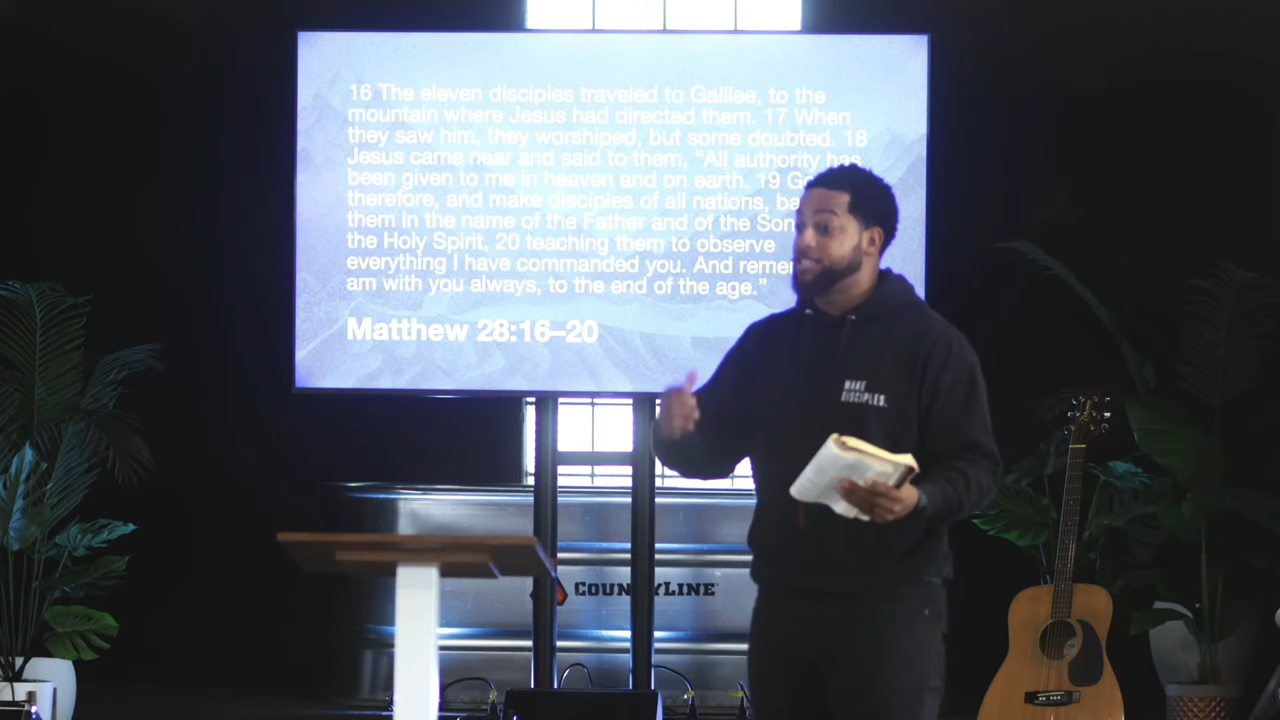 16 The eleven disciples traveled to Galilee, to the
mountain where Jesus had directed them. 17 When
they saw him, they worshiped, but some doubted. 18
Jesus came near and said to them, “All authority has
been given to me in heaven and on earth. 19
therefore, and make disciples of all nations,
them in the name of the Father and of the Son
the Holy Spirit, 20 teaching them to observe
everything I have commanded you. And
am with you always, to the end of the age.”
Matthew 28:16–20
MAKE
DISCIPLES.
COUNTYLINE